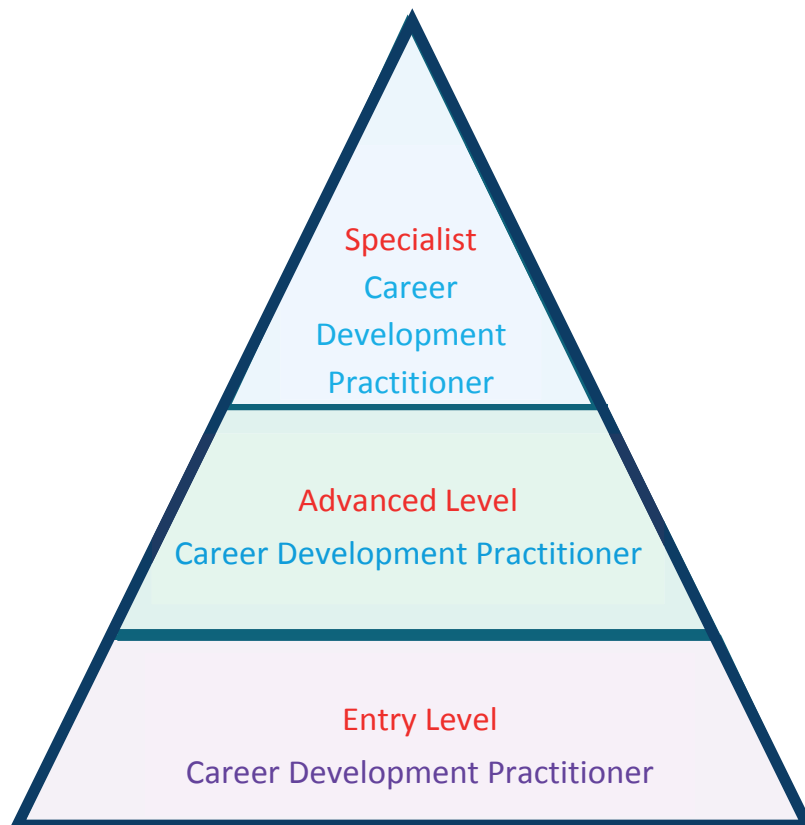 Specialist
Career
Development
Practitioner
Advanced Level
Career Development Practitioner
Entry Level
Career Development Practitioner